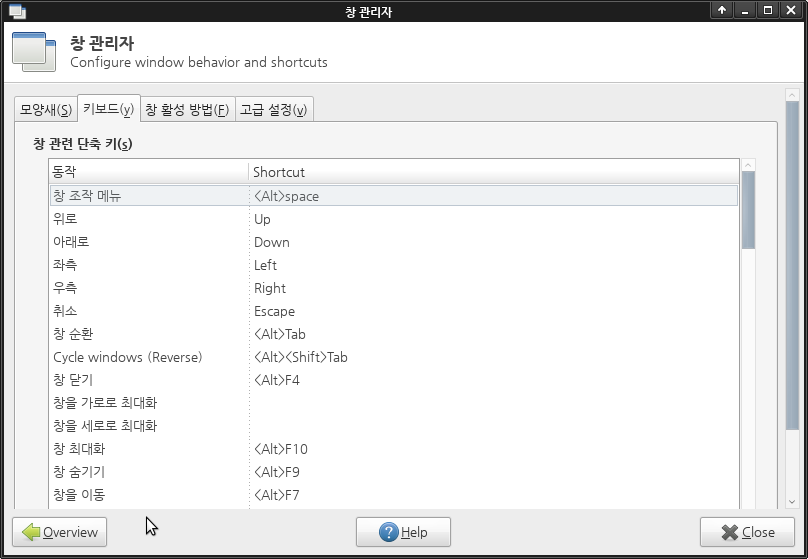 창 관리자
창 관리자
Configure window behavior and shortcuts
모양새(S) 키보드(y) 창 활성 방법(F) 고급 설정(v)
창 관련 단축 키(s)
동작 Shortcut
창 조작 메뉴 <Alt>space
위로 Up
아래로 Down
좌측 Left
우측 Right
취소 Escape
창 순환 <Alt>Tab
Cycle windows (Reverse) <Alt><Shift>Tab
창 닫기 <Alt>F4
창을 가로로 최대화
창을 세로로 최대화
창 최대화 <Alt>F10
창 숨기기 <Alt>F9
창을 이동 <Alt>F7
Overview Help Close